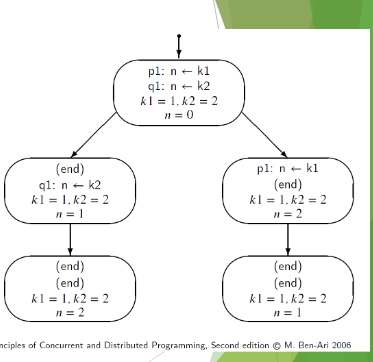 p1: n ← k1
q1: n ← k2
k1 = 1, k2 = 2
n = 0
(end)
q1: n ← k2
k1 = 1, k2 = 2
n = 1
p1: n ← k1
(end)
k1 = 1, k2 = 2
n = 2
(end)
(end)
k1 = 1, k2 = 2
n = 2
(end)
(end)
k1 = 1, k2 = 2
n = 1
nciples of Concurrent and Distributed Programming, Second edition © M. Ben-Ari 2006